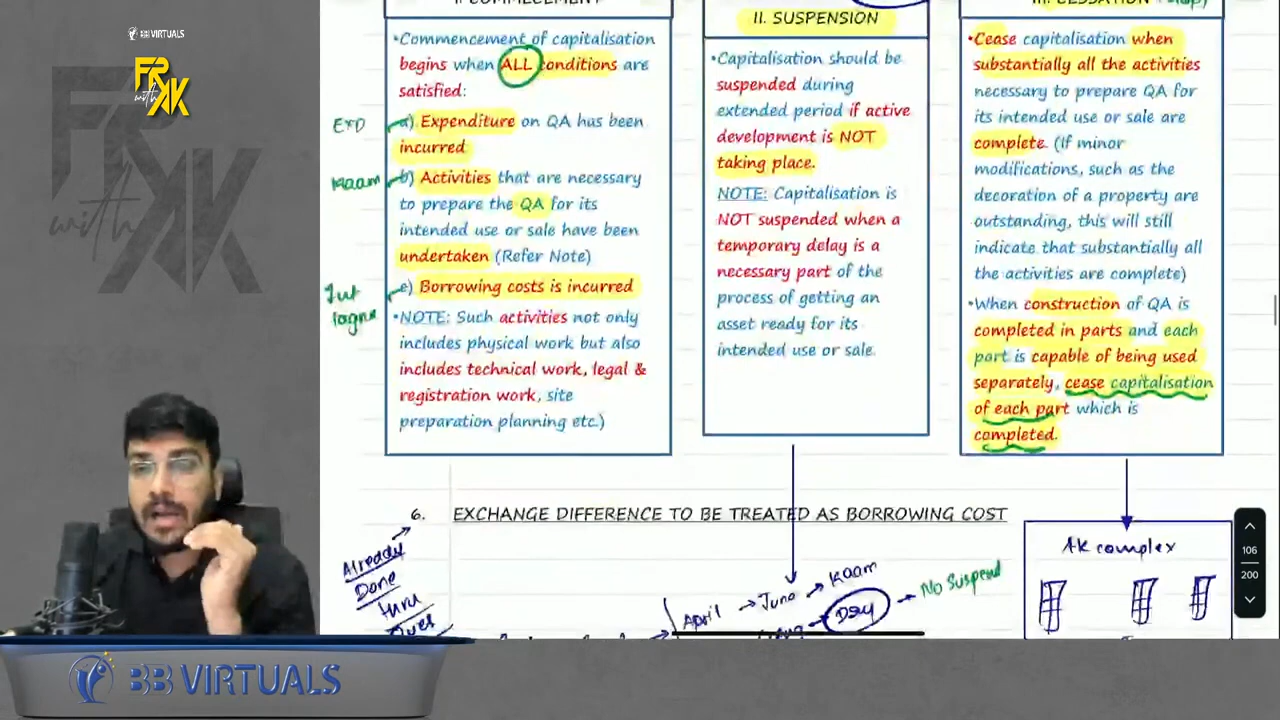 BB VIRTUALS
FR
with
AK
I. COMMECEMENT
•Commencement of capitalisation
begins when ALL conditions are
satisfied:
a) Expenditure on QA has been
incurred
b) Activities that are necessary
to prepare the QA for its
intended use or sale have been
undertaken (Refer Note)
c) Borrowing costs is incurred
•NOTE: Such activities not only
includes physical work but also
includes technical work, legal &
registration work, site
preparation planning etc.)
Kaam
II. SUSPENSION
•Capitalisation should be
suspended during
extended period if active
development is NOT
taking place.
NOTE: Capitalisation is
NOT suspended when a
temporary delay is a
necessary part of the
process of getting an
asset ready for its
intended use or sale.
III. CESSATION
•Cease capitalisation when
substantially all the activities
necessary to prepare QA for
its intended use or sale are
complete. (If minor
modifications, such as the
decoration of a property are
outstanding, this will still
indicate that substantially all
the activities are complete)
•When construction of QA is
completed in parts and each
part is capable of being used
separately, cease capitalisation
of each part which is
completed.
6. EXCHANGE DIFFERENCE TO BE TREATED AS BORROWING COST
Already
Done
thru
April → June → Kaam
Aug
No Suspend
AK complex
106
200
BB VIRTUALS